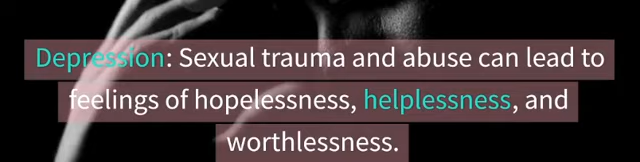 Depression: Sexual trauma and abuse can lead to
feelings of hopelessness, helplessness, and
worthlessness.